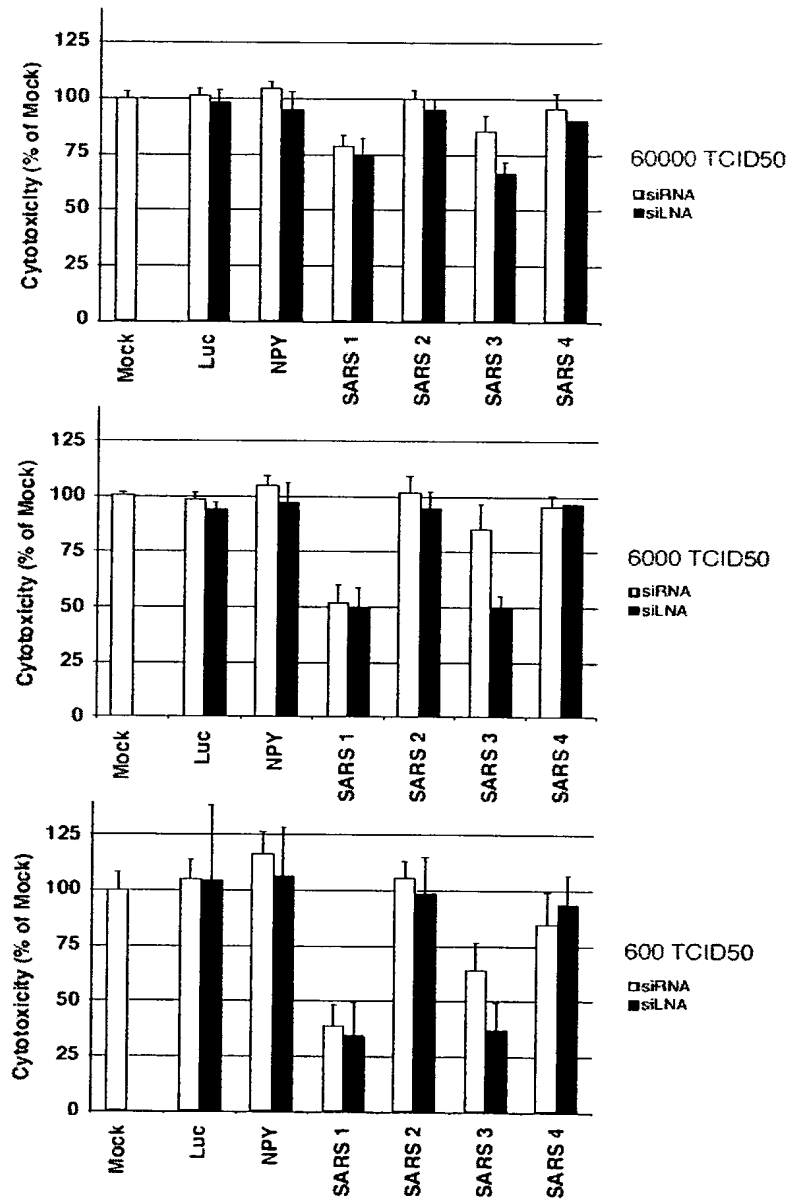 Cytotoxicity (% of Mock)
125
100
75
50
25
0
Mock
Luc
NPY
SARS 1
SARS 2
SARS 3
SARS 4
60000 TCID50
siRNA
siLNA
Cytotoxicity (% of Mock)
125
100
75
50
25
0
Mock
Luc
NPY
SARS 1
SARS 2
SARS 3
SARS 4
6000 TCID50
siRNA
siLNA
Cytotoxicity (% of Mock)
125
100
75
50
25
0
Mock
Luc
NPY
SARS 1
SARS 2
SARS 3
SARS 4
600 TCID50
siRNA
siLNA